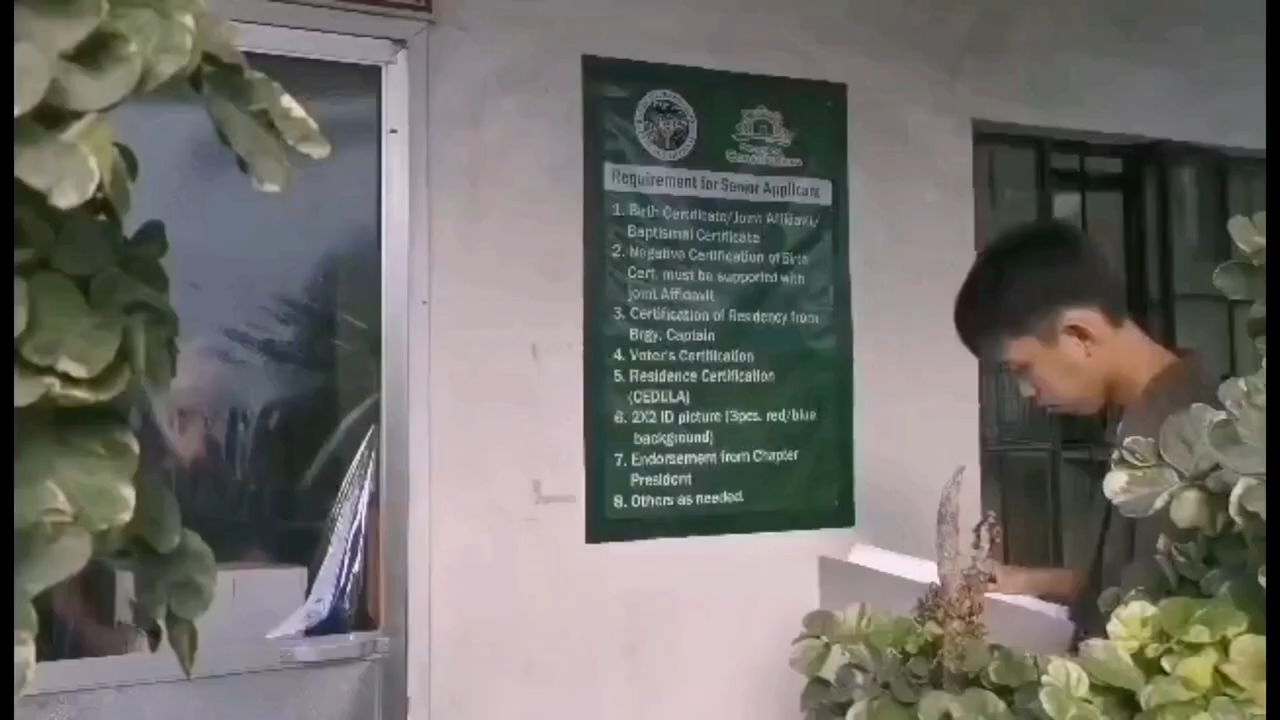 Requirement for Senior Applicant
1. Birth Certificate/Joint Affidavit/
Baptismal Certificate
2. Negative Certification of Birth
Cert. must be supported with
joint Affidavit
3. Certification of Residency from
Brgy. Captain
4. Voter's Certification
5. Residence Certification
(CEDULA)
6. 2X2 ID picture (3pcs. red/blue
background)
7. Endorsement from Chapter
President
8. Others as needed.